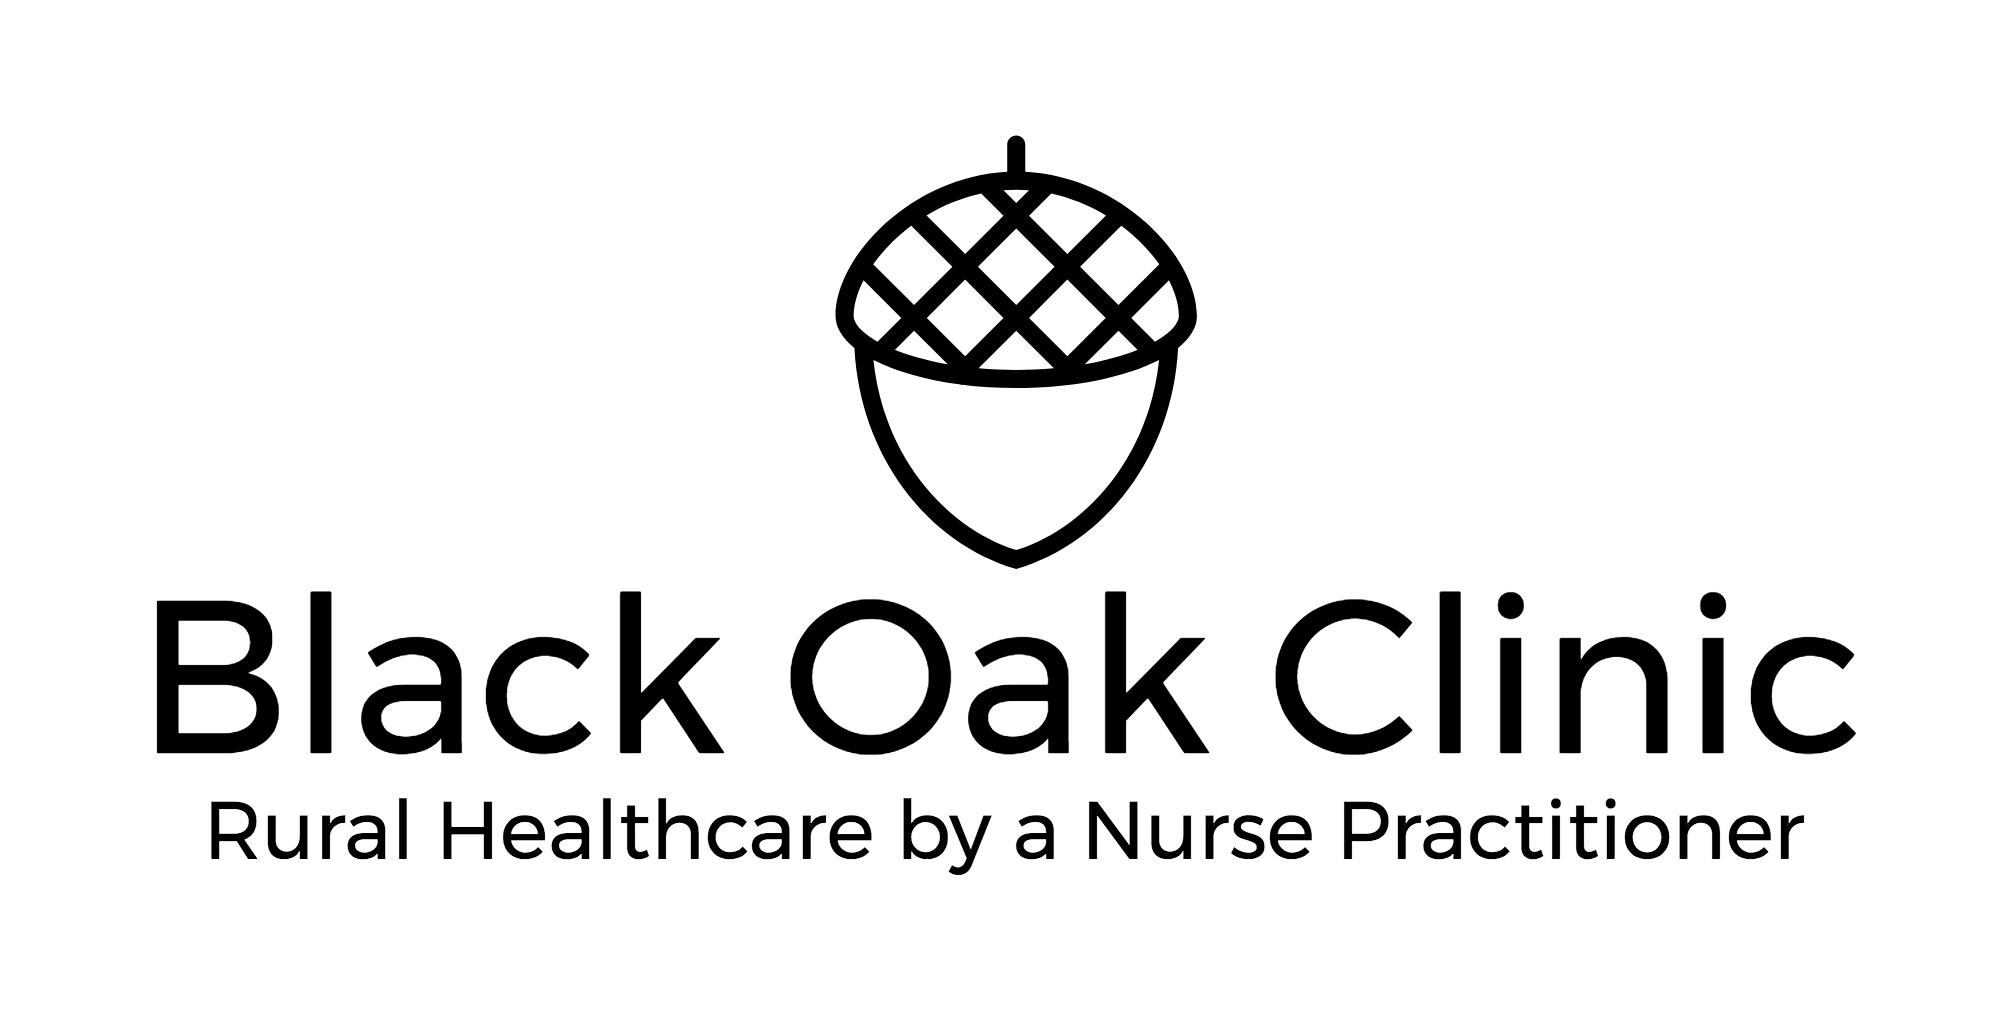 Black Oak Clinic
Rural Healthcare by a Nurse Practitioner